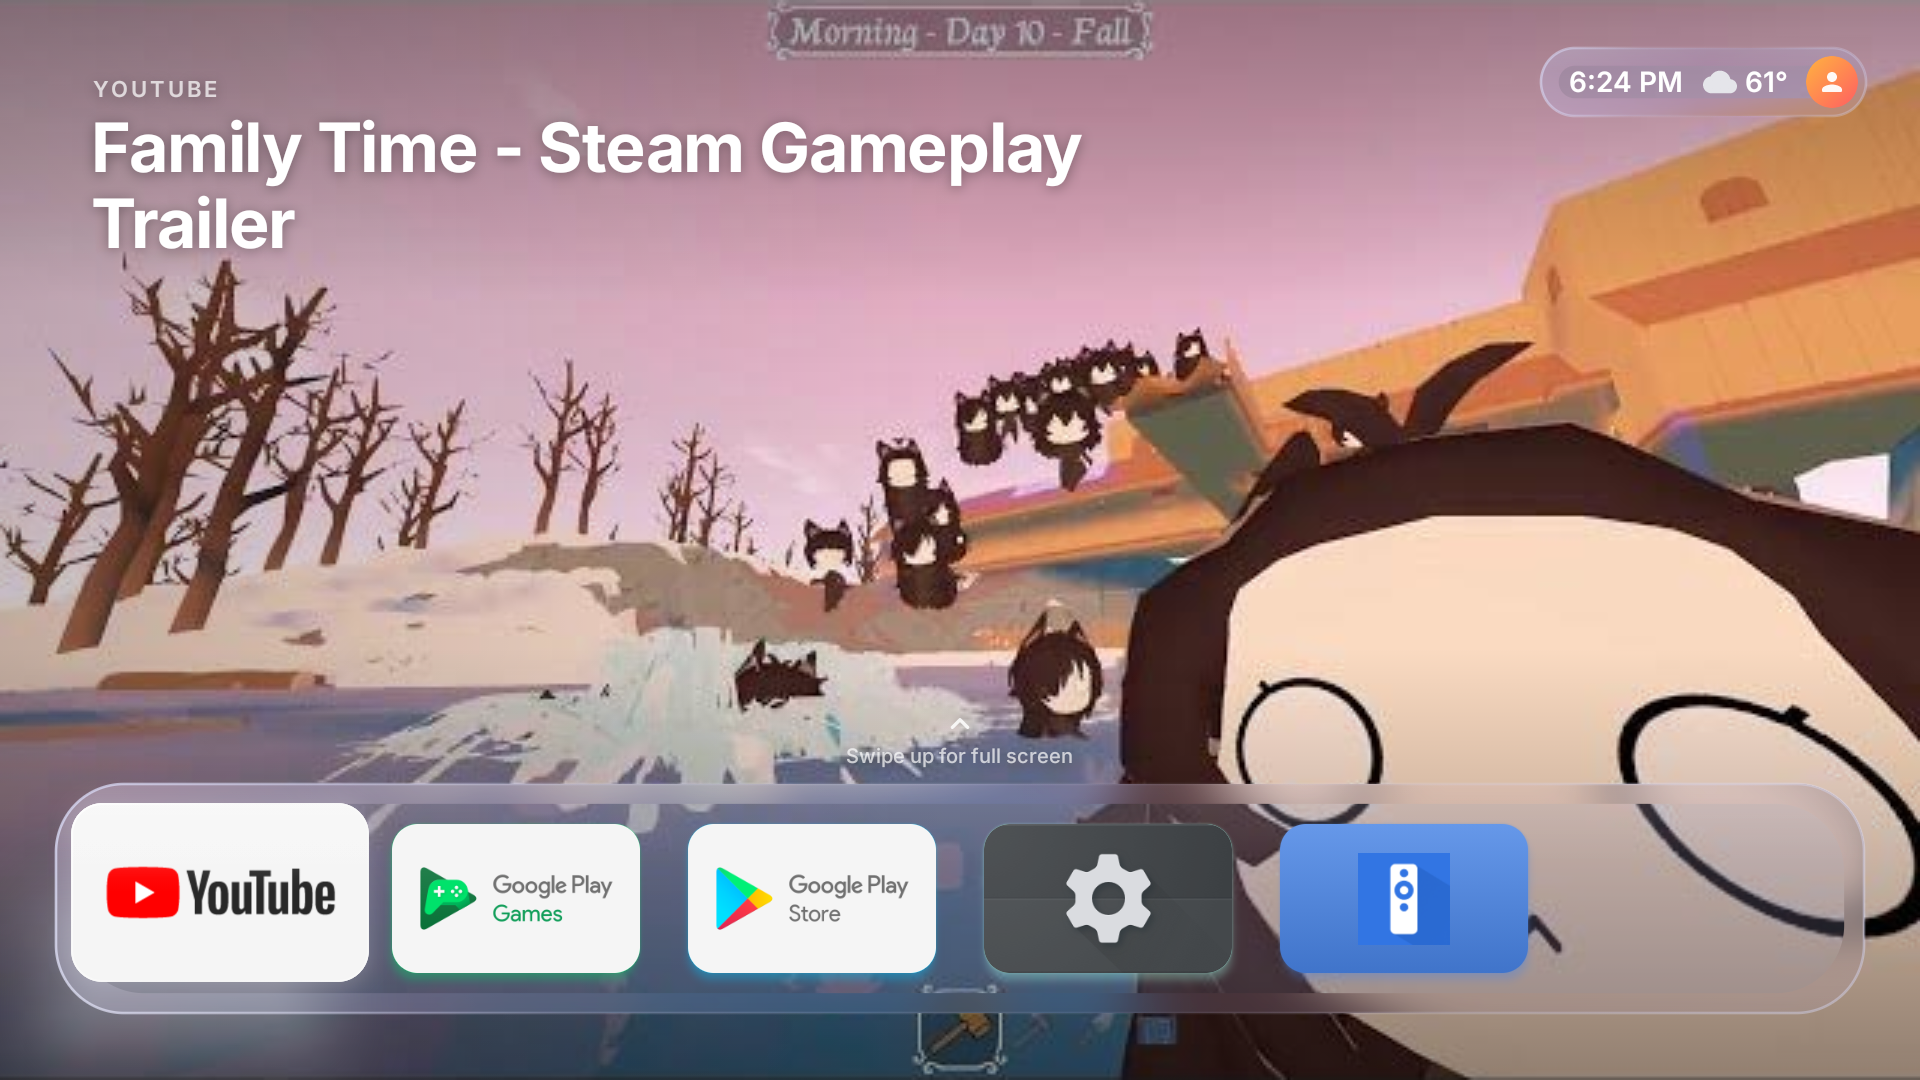 Morning - Day 10 - Fall
YOUTUBE
Family Time - Steam Gameplay
Trailer
6:24 PM 61°
Swipe up for full screen
YouTube
Google Play
Games
Google Play
Store